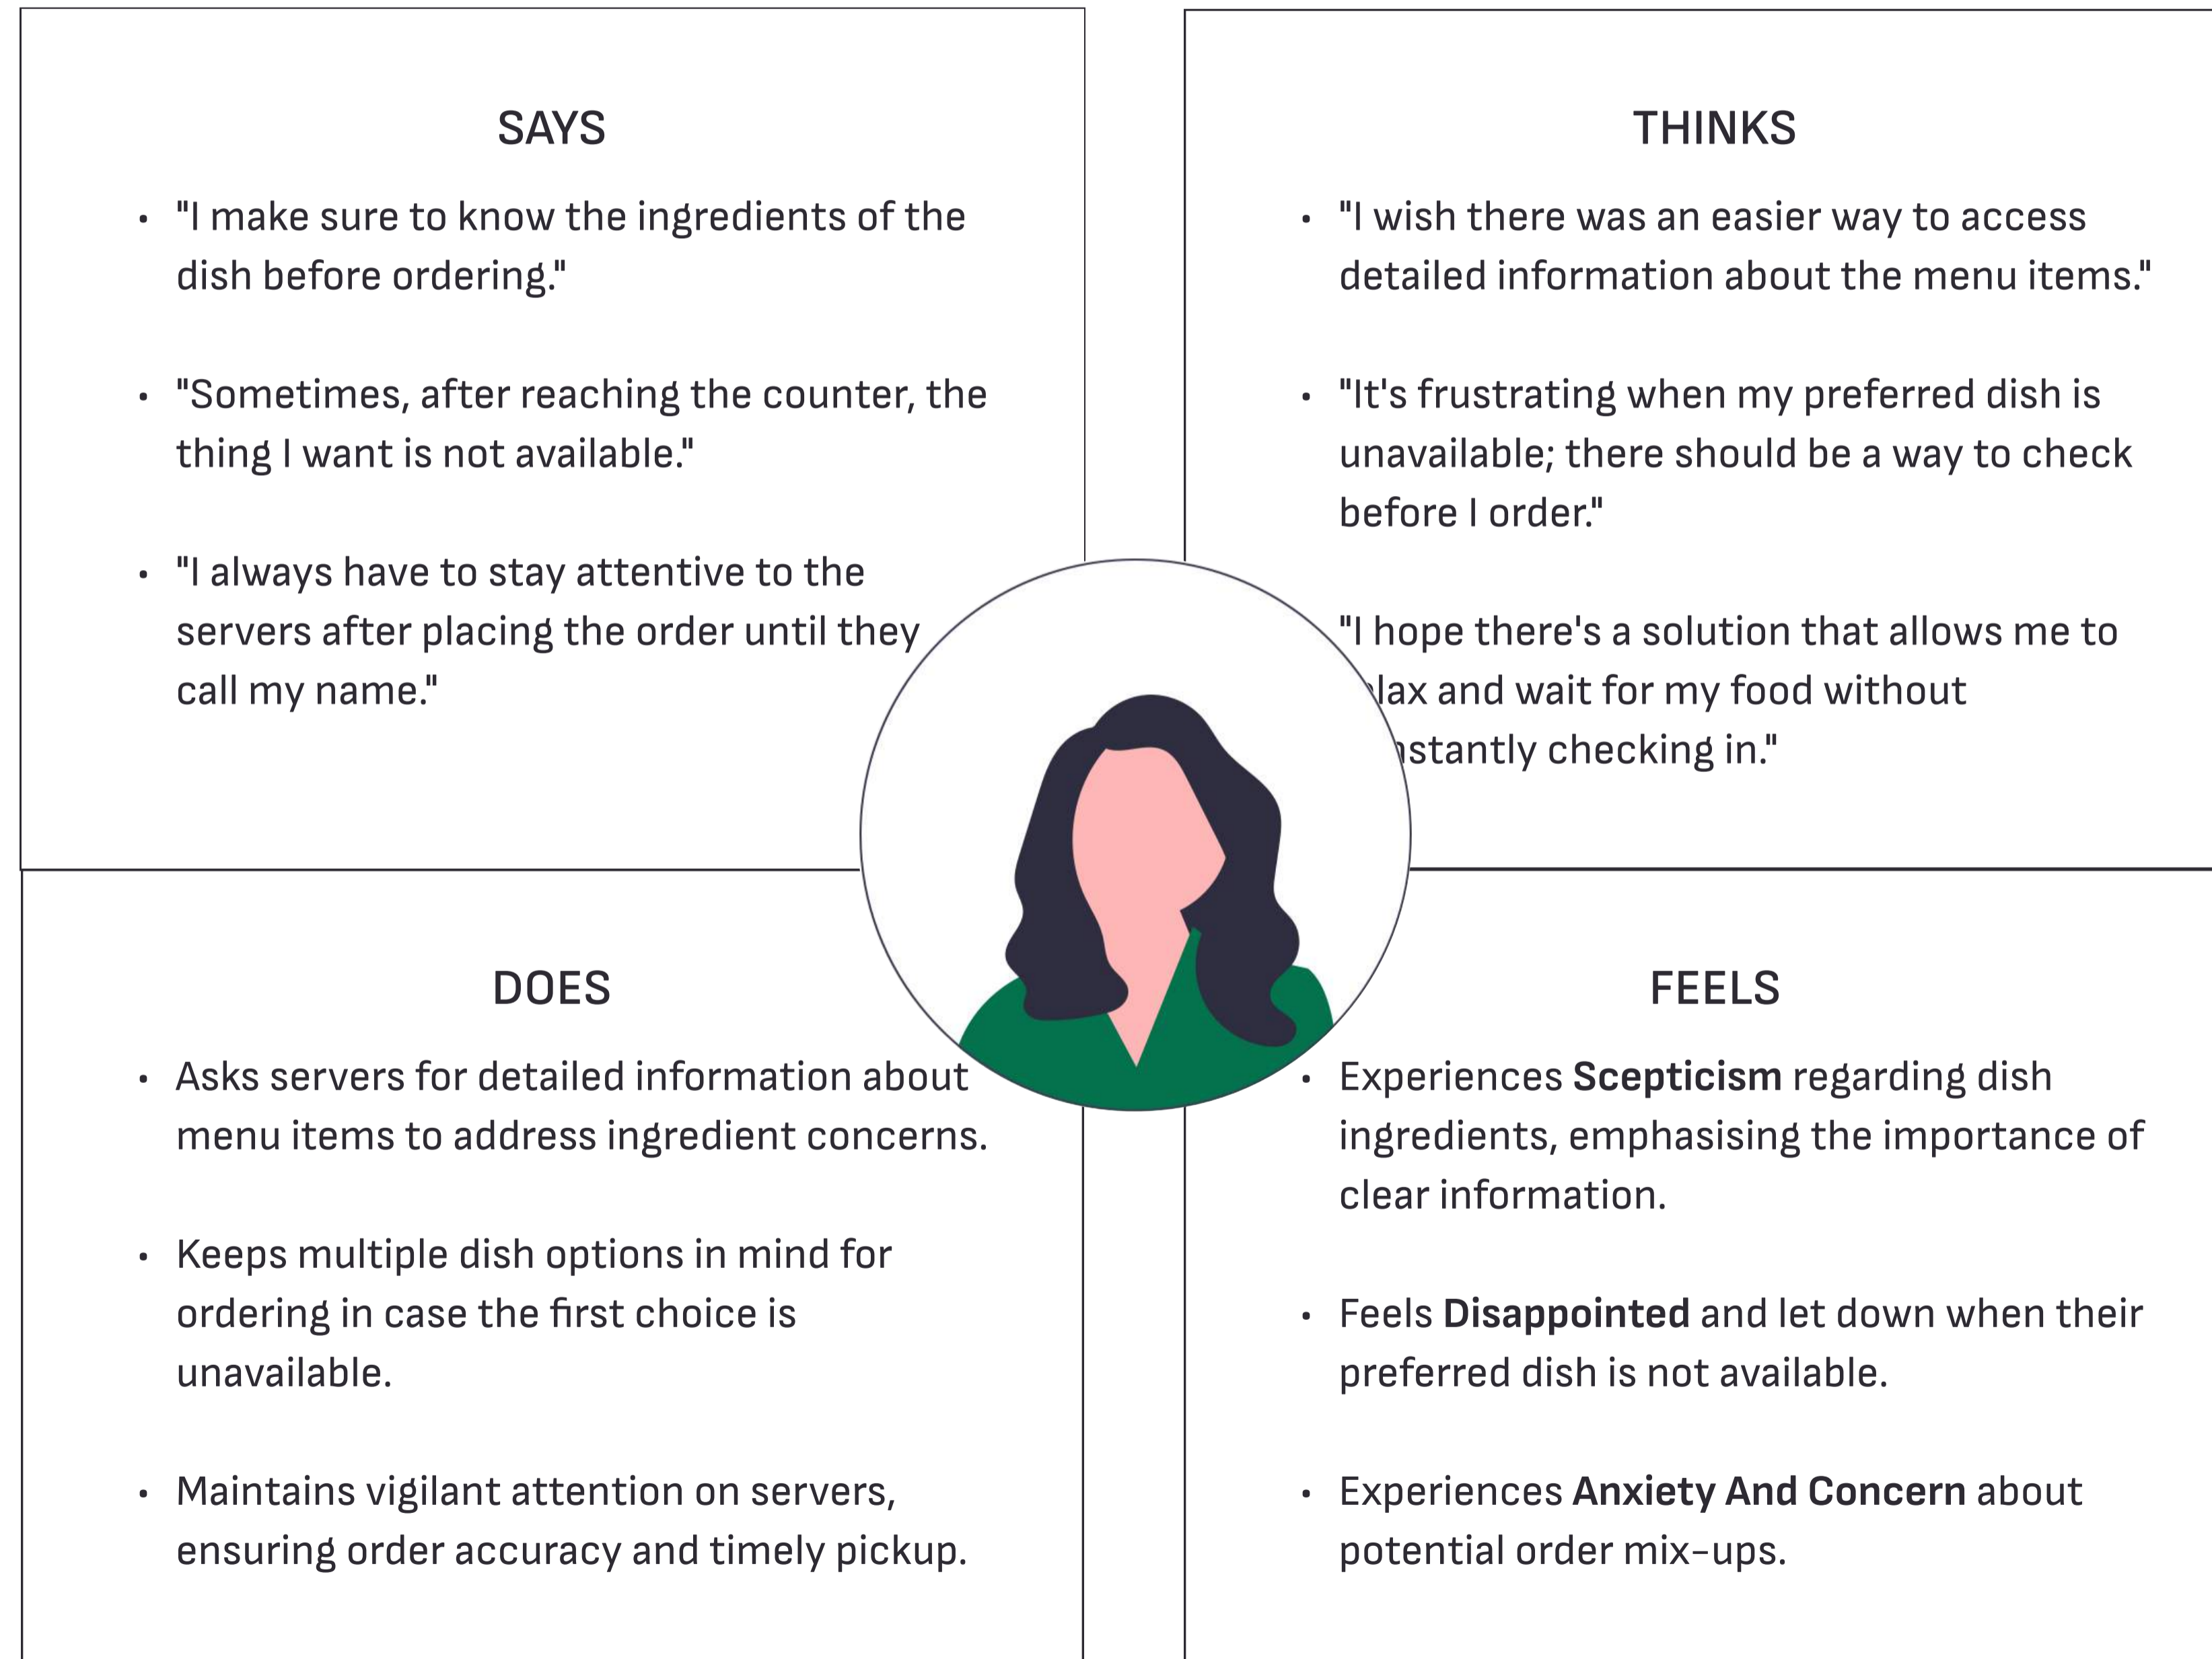 SAYS
• "I make sure to know the ingredients of the
dish before ordering."
• "Sometimes, after reaching the counter, the
thing I want is not available."
• "I always have to stay attentive to the
servers after placing the order until they
call my name."
THINKS
• "I wish there was an easier way to access
detailed information about the menu items."
• "It's frustrating when my preferred dish is
unavailable; there should be a way to check
before I order."
"I hope there's a solution that allows me to
lax and wait for my food without
nstantly checking in."
DOES
• Asks servers for detailed information about
menu items to address ingredient concerns.
• Keeps multiple dish options in mind for
ordering in case the first choice is
unavailable.
• Maintains vigilant attention on servers,
ensuring order accuracy and timely pickup.
FEELS
• Experiences Scepticism regarding dish
ingredients, emphasising the importance of
clear information.
• Feels Disappointed and let down when their
preferred dish is not available.
• Experiences Anxiety And Concern about
potential order mix-ups.